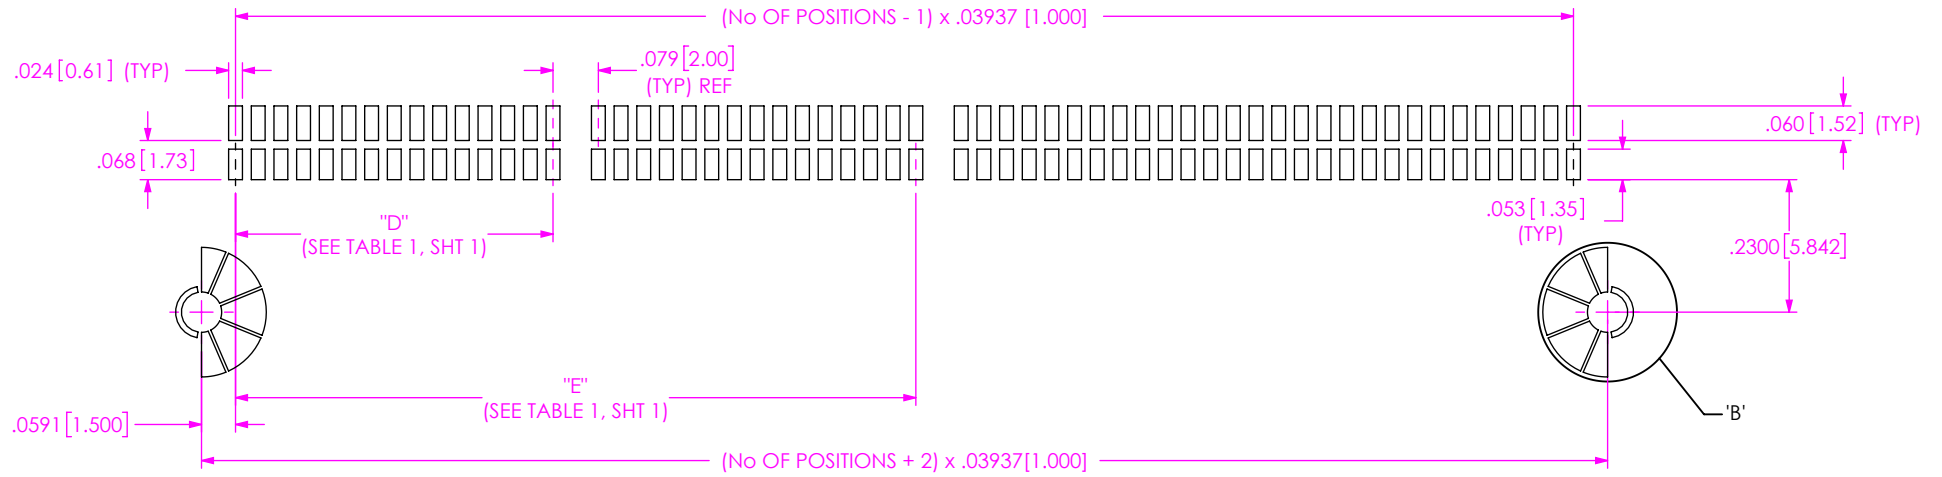 (No OF POSITIONS - 1) x .03937 [1.000]
.024[0.61] (TYP)
.079[2.00]
(TYP) REF
.060[1.52] (TYP)
.068[1.73]
.053[1.35]
(TYP)
"D"
(SEE TABLE 1, SHT 1)
.2300[5.842]
"E"
(SEE TABLE 1, SHT 1)
'B'
.0591[1.500]
(No OF POSITIONS + 2) x .03937[1.000]